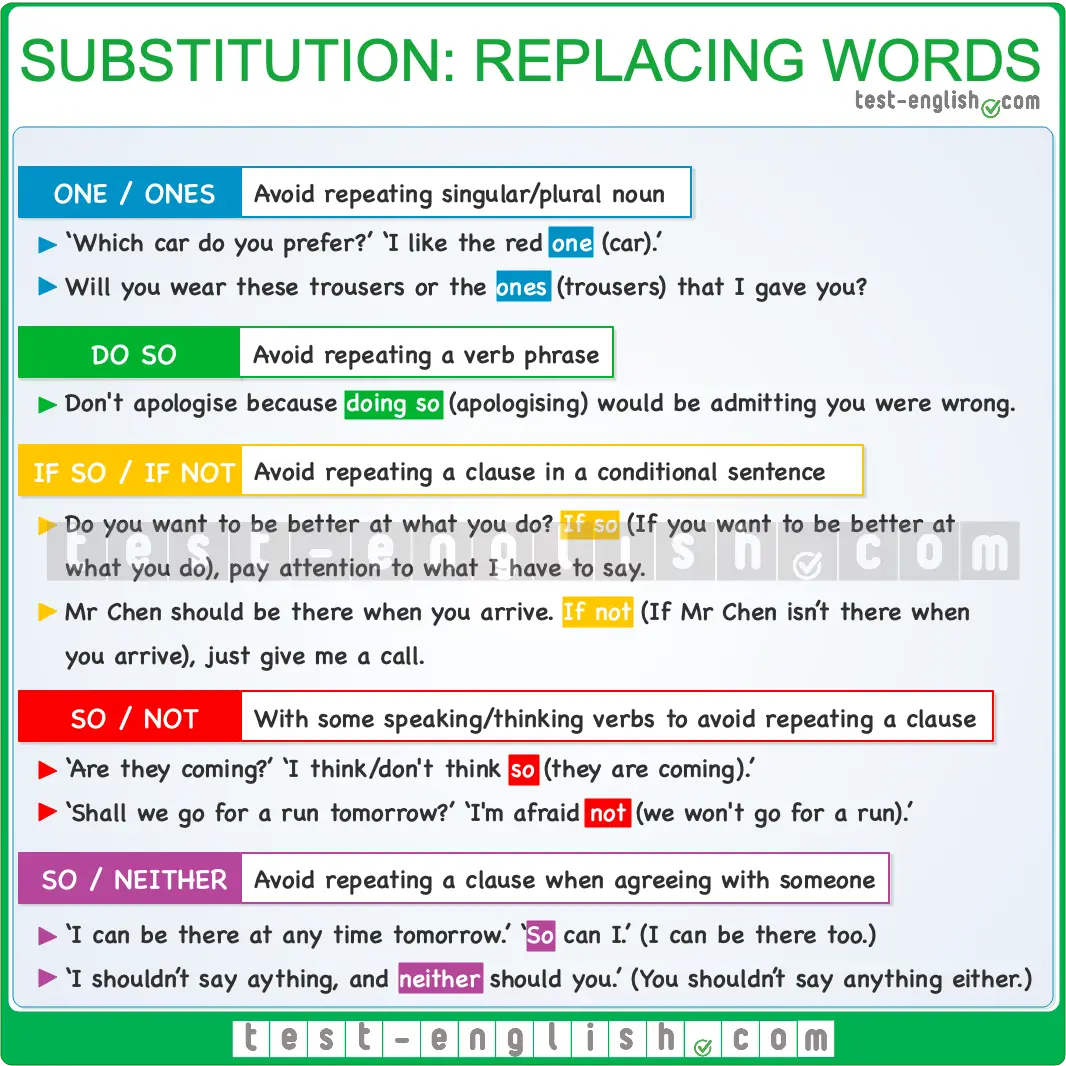 SUBSTITUTION: REPLACING WORDS
test-english.com
ONE / ONES Avoid repeating singular/plural noun
‘Which car do you prefer?’ ‘I like the red one (car).’
Will you wear these trousers or the ones (trousers) that I gave you?
DO SO Avoid repeating a verb phrase
Don't apologise because doing so (apologising) would be admitting you were wrong.
IF SO / IF NOT Avoid repeating a clause in a conditional sentence
Do you want to be better at what you do? If so (If you want to be better at
test-english.com
what you do), pay attention to what I have to say.
Mr Chen should be there when you arrive. If not (If Mr Chen isn’t there when
you arrive), just give me a call.
SO / NOT With some speaking/thinking verbs to avoid repeating a clause
‘Are they coming?’ ‘I think/don't think so (they are coming).’
‘Shall we go for a run tomorrow?’ ‘I'm afraid not (we won't go for a run).’
SO / NEITHER Avoid repeating a clause when agreeing with someone
‘I can be there at any time tomorrow.’ ‘So can I.’ (I can be there too.)
‘I shouldn’t say aything, and neither should you.’ (You shouldn’t say anything either.)
test-english.com